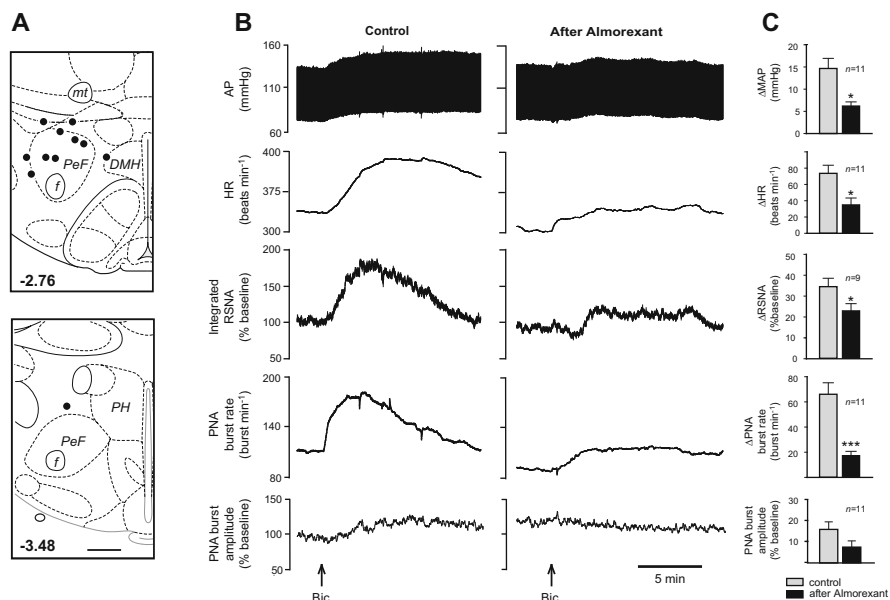 A
mt
PeF
DMH
f
-2.76
PH
PeF
f
-3.48
B
Control
After Almorexant
AP
(mmHg)
160
110
60
HR
(beats min⁻¹)
400
375
300
Integrated
RSNA
(% baseline)
200
150
100
50
PNA
burst rate
(burst min⁻¹)
200
140
80
PNA burst
amplitude
(% baseline)
150
100
50
Bic
Bic
5 min
C
ΔMAP
(mmHg)
20
15
10
5
0
n=11
*
ΔHR
(beats min⁻¹)
80
60
40
20
0
n=11
*
ΔRSNA
(%baseline)
50
40
30
20
10
0
n=9
*
ΔPNA
burst rate
(burst min⁻¹)
80
60
40
20
n=11
***
PNA burst
amplitude
(% baseline)
30
20
10
0
n=11
control
after Almorexant